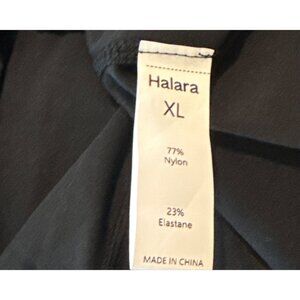 Halara
XL
77%
Nylon
23%
Elastane
MADE IN CHINA